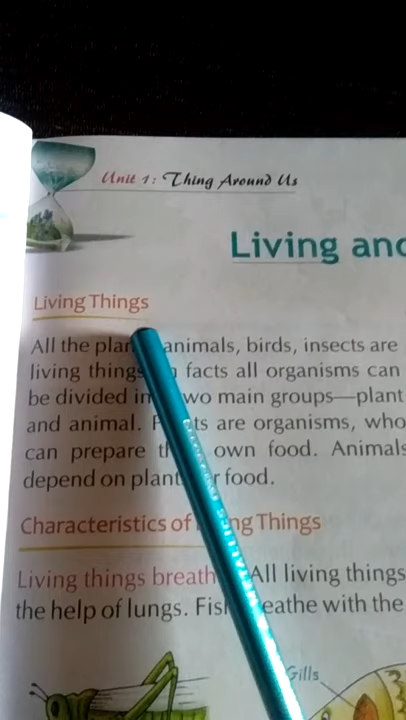 Unit 1: Thing Around Us
Living and
Living Things
All the plan animals, birds, insects are
living things facts all organisms can
be divided in wo main groups—plant
and animal. P ts are organisms, who
can prepare th own food. Animals
depend on plant r food.
Characteristics of ng Things
Living things breath All living things
the help of lungs. Fish eathe with the
Gills